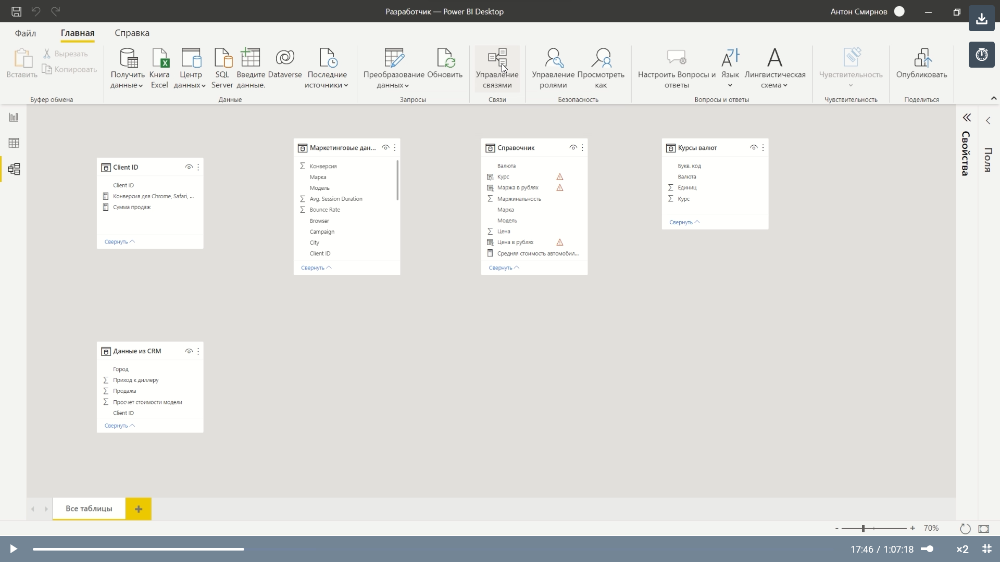 Разработчик — Power BI Desktop
Антон Смирнов
Файл
Главная
Справка
Вставить
Вырезать
Копировать
Буфер обмена
Получить данные
Книга Excel
Центр данных
SQL Server
Введите данные.
Dataverse
Последние источники
Данные
Преобразование данных
Обновить
Запросы
Управление связями
Связи
Управление ролями
Просмотреть как
Безопасность
Настроить Вопросы и ответы
Язык
Лингвистическая схема
Вопросы и ответы
Чувствительность
Чувствительность
Опубликовать
Поделиться
Client ID
Client ID
Конверсия для Chrome, Safari, ...
Сумма продаж
Свернуть
Маркетинговые дан...
Конверсия
Марка
Модель
Avg. Session Duration
Bounce Rate
Browser
Campaign
City
Client ID
Свернуть
Справочник
Валюта
Курс
Маржа в рублях
Маржинальность
Марка
Модель
Цена
Цена в рублях
Средняя стоимость автомобил...
Свернуть
Курсы валют
Букв. код
Валюта
Единиц
Курс
Свернуть
Данные из CRM
Город
Приход к диллеру
Продажа
Просчет стоимости модели
Client ID
Свернуть
Свойства
Поля
Все таблицы
70%
17:46 / 1:07:18
×2